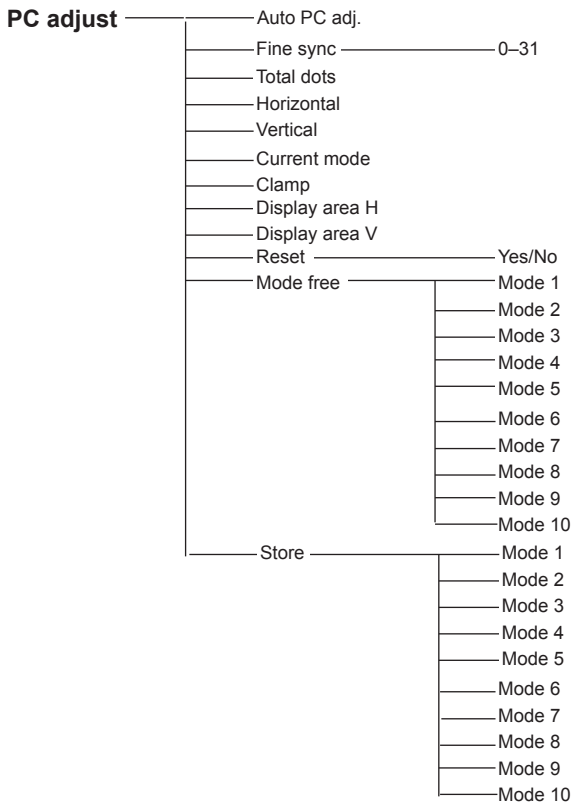 PC adjust Auto PC adj.
Fine sync 0–31
Total dots
Horizontal
Vertical
Current mode
Clamp
Display area H
Display area V
Reset Yes/No
Mode free Mode 1
Mode 2
Mode 3
Mode 4
Mode 5
Mode 6
Mode 7
Mode 8
Mode 9
Mode 10
Store Mode 1
Mode 2
Mode 3
Mode 4
Mode 5
Mode 6
Mode 7
Mode 8
Mode 9
Mode 10